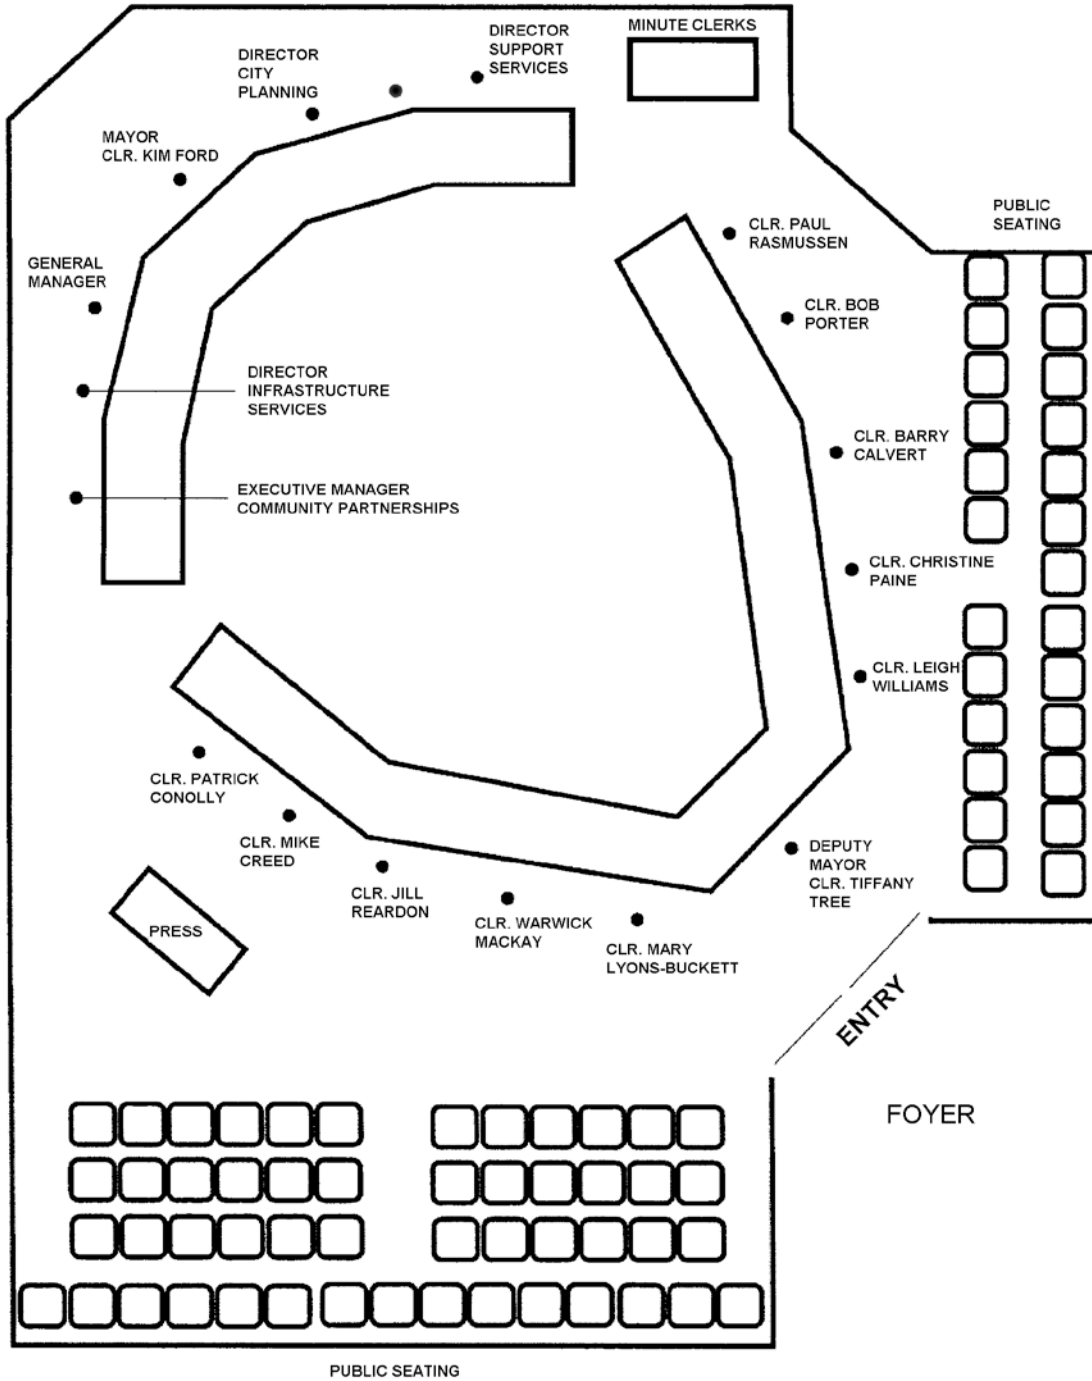 MINUTE CLERKS
DIRECTOR
SUPPORT
SERVICES
DIRECTOR
CITY
PLANNING
MAYOR
CLR. KIM FORD
GENERAL
MANAGER
DIRECTOR
INFRASTRUCTURE
SERVICES
EXECUTIVE MANAGER
COMMUNITY PARTNERSHIPS
CLR. PAUL
RASMUSSEN
PUBLIC
SEATING
CLR. BOB
PORTER
CLR. BARRY
CALVERT
CLR. CHRISTINE
PAINE
CLR. LEIGH
WILLIAMS
DEPUTY
MAYOR
CLR. TIFFANY
TREE
CLR. PATRICK
CONOLLY
CLR. MIKE
CREED
CLR. JILL
REARDON
CLR. WARWICK
MACKAY
CLR. MARY
LYONS-BUCKETT
PRESS
ENTRY
FOYER
PUBLIC SEATING